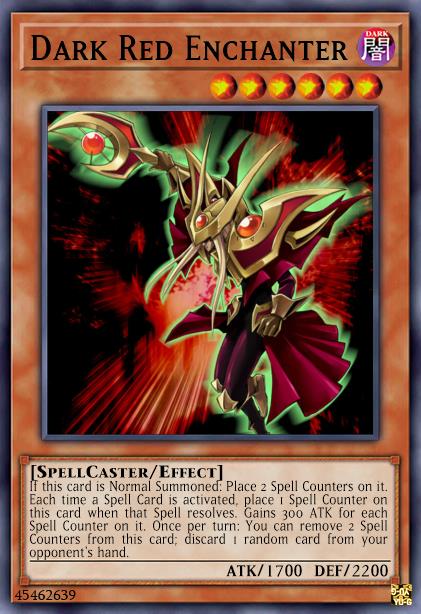 Dark Red Enchanter
DARK
闇
[SpellCaster/Effect]
If this card is Normal Summoned: Place 2 Spell Counters on it.
Each time a Spell Card is activated, place 1 Spell Counter on
this card when that Spell resolves. Gains 300 ATK for each
Spell Counter on it. Once per turn: You can remove 2 Spell
Counters from this card; discard 1 random card from your
opponent's hand.
ATK/1700 DEF/2200
45462639